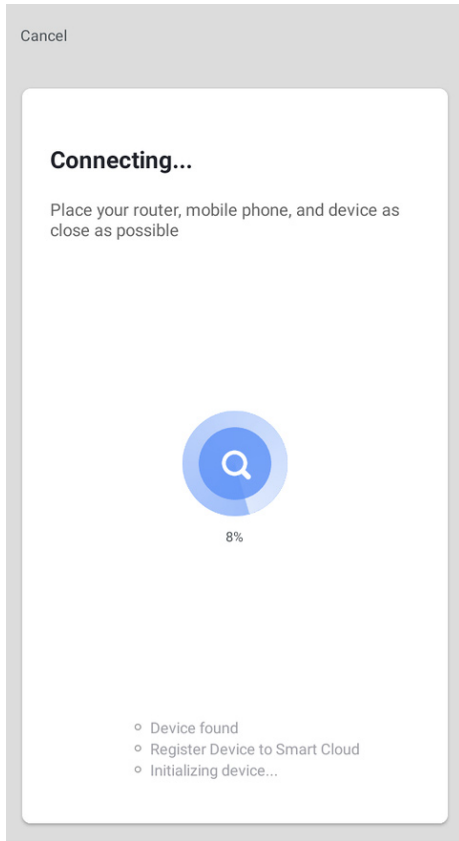 Cancel
Connecting...
Place your router, mobile phone, and device as
close as possible
8%
Device found
Register Device to Smart Cloud
Initializing device...